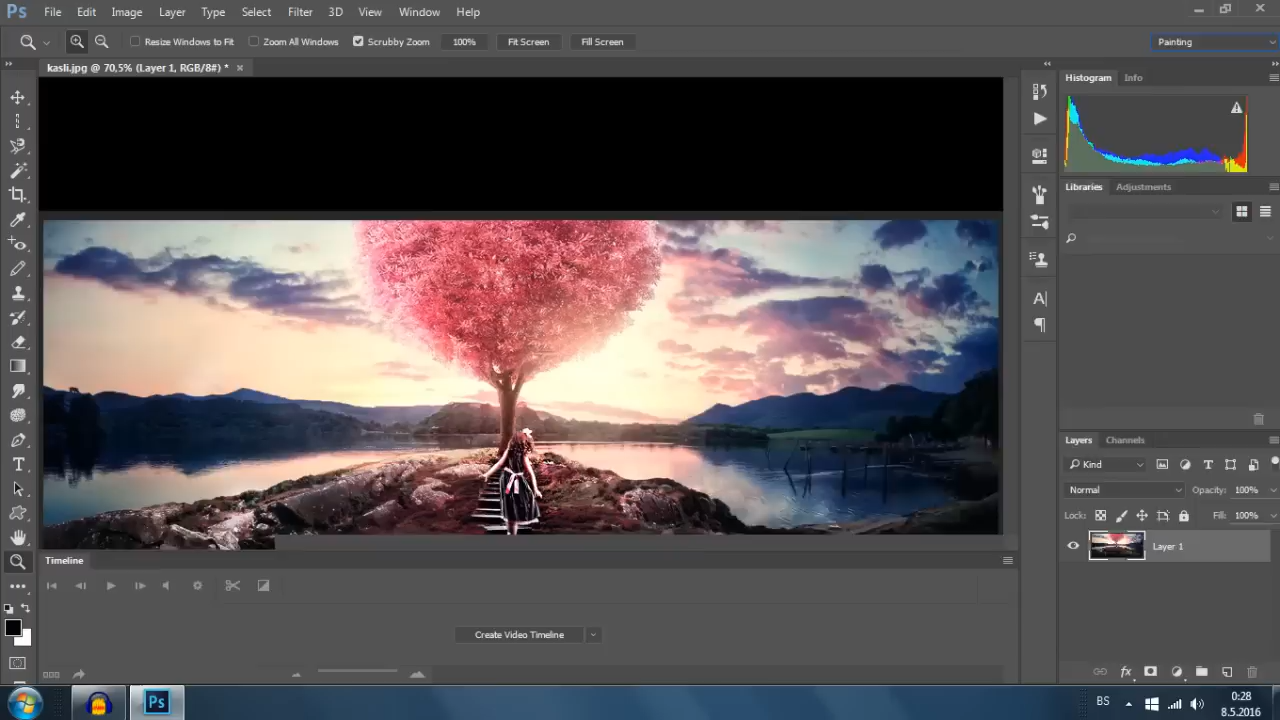 Ps File Edit Image Layer Type Select Filter 3D View Window Help
Resize Windows to Fit Zoom All Windows Scrubby Zoom 100% Fit Screen Fill Screen Painting
kasli.jpg @ 70,5% (Layer 1, RGB/8#) *
Histogram Info
Libraries Adjustments
Layers Channels
Kind
Normal Opacity: 100%
Lock: Fill: 100%
Layer 1
Timeline
Create Video Timeline
Ps BS 0:28
8.5.2016